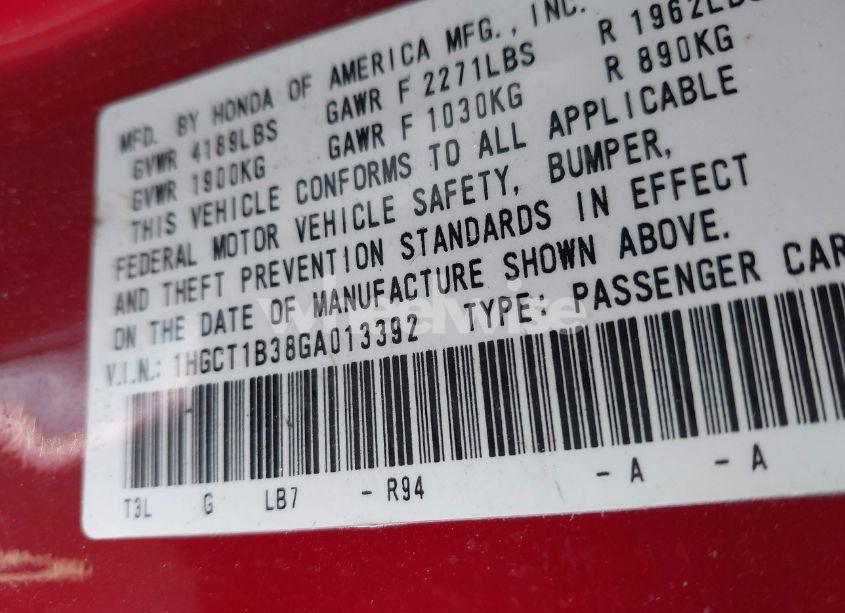 MFD. BY HONDA OF AMERICA MFG., INC.
GVWR 4189LBS GAWR F 2271LBS R 1962LBS
GVWR 1900KG GAWR F 1030KG R 890KG
THIS VEHICLE CONFORMS TO ALL APPLICABLE
FEDERAL MOTOR VEHICLE SAFETY, BUMPER,
AND THEFT PREVENTION STANDARDS IN EFFECT
ON THE DATE OF MANUFACTURE SHOWN ABOVE.
V.I.N.: 1HGCT1B38GA013392 TYPE: PASSENGER CAR
T3L G LB7 - R94 - A - A
wheelwise